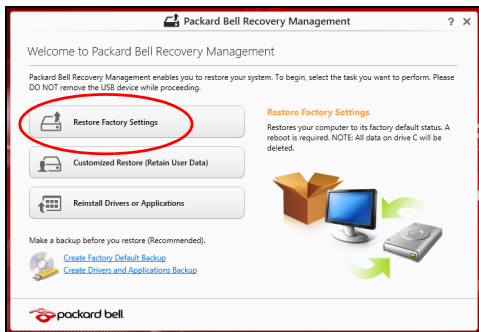 Packard Bell Recovery Management
? X
Welcome to Packard Bell Recovery Management
Packard Bell Recovery Management enables you to restore your system. To begin, select the task you want to perform. Please
DO NOT remove the USB device while proceeding.
Restore Factory Settings
Customized Restore (Retain User Data)
Reinstall Drivers or Applications
Restore Factory Settings
Restores your computer to its factory default status. A
reboot is required. NOTE: All data on drive C will be
deleted.
Make a backup before you restore (Recommended).
Create Factory Default Backup
Create Drivers and Applications Backup
packard bell